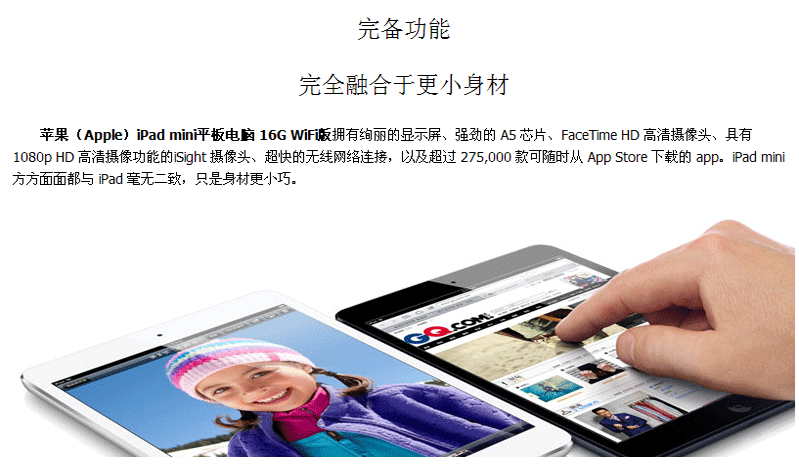 完备功能
完全融合于更小身材
苹果（Apple）iPad mini平板电脑 16G WiFi版拥有绚丽的显示屏、强劲的 A5 芯片、FaceTime HD 高清摄像头、具有
1080p HD 高清摄像功能的iSight 摄像头、超快的无线网络连接，以及超过 275,000 款可随时从 App Store 下载的 app。iPad mini
方方面面都与 iPad 毫无二致，只是身材更小巧。
GQ.COM